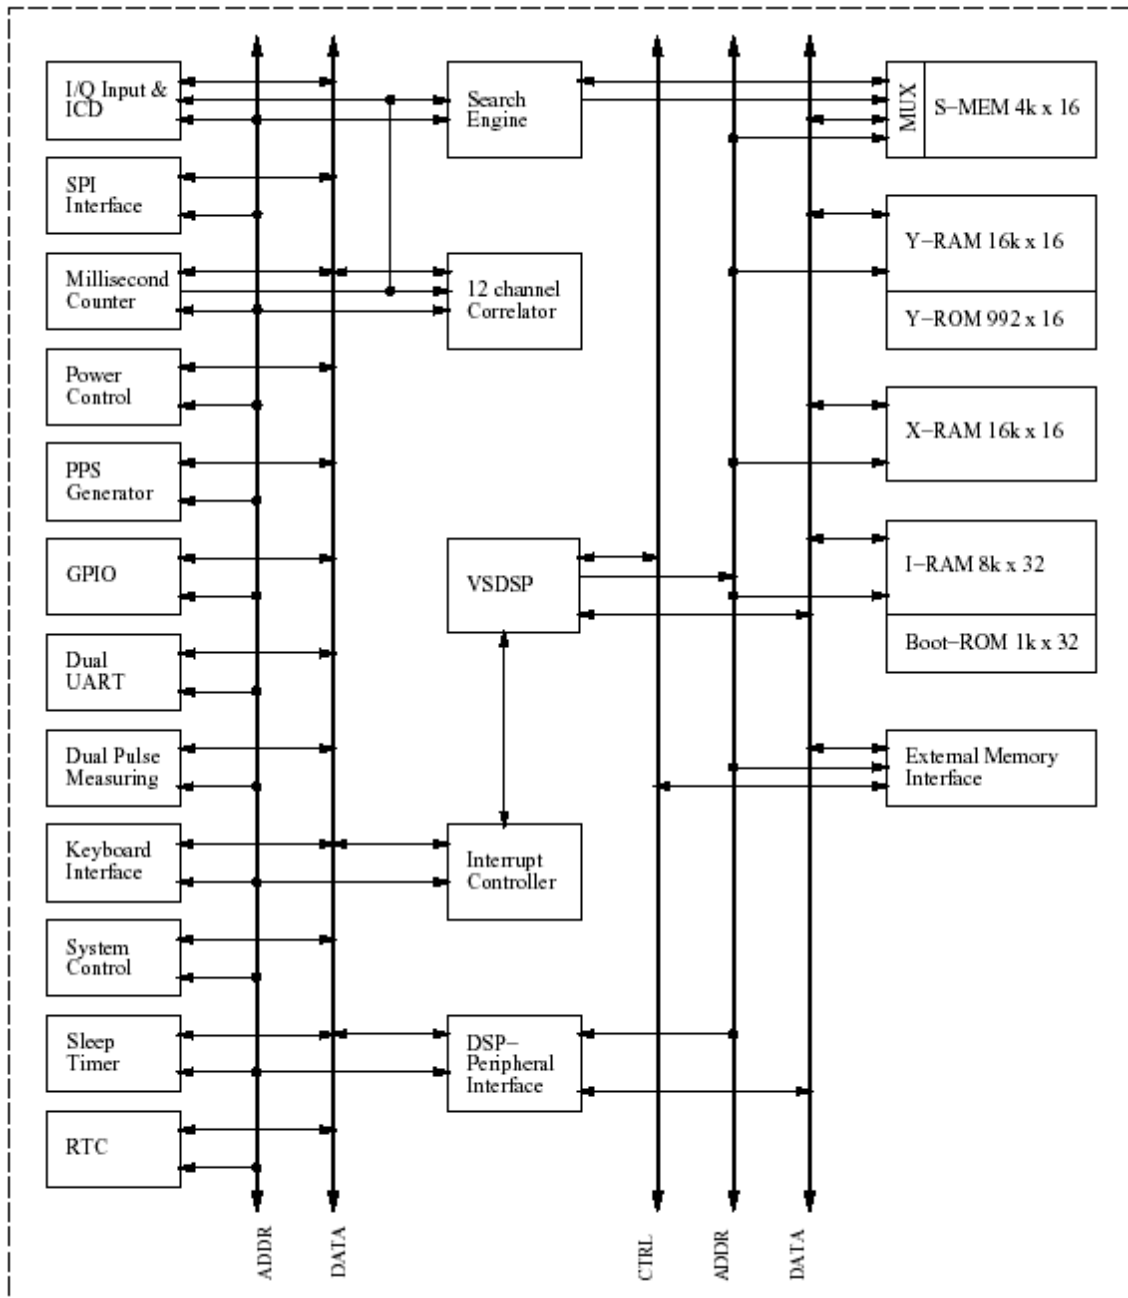 I/Q Input &
ICD
SPI
Interface
Millisecond
Counter
Power
Control
PPS
Generator
GPIO
Dual
UART
Dual Pulse
Measuring
Keyboard
Interface
System
Control
Sleep
Timer
RTC
Search
Engine
12 channel
Correlator
VSDSP
Interrupt
Controller
DSP−
Peripheral
Interface
MUX
S−MEM 4k x 16
Y−RAM 16k x 16
Y−ROM 992 x 16
X−RAM 16k x 16
I−RAM 8k x 32
Boot−ROM 1k x 32
External Memory
Interface
ADDR
DATA
CTRL
ADDR
DATA